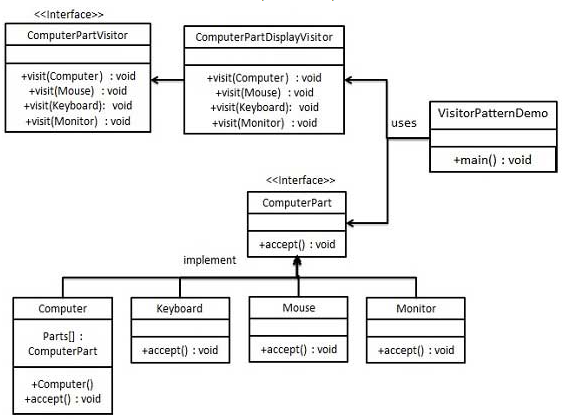 <<Interface>>
ComputerPartVisitor
+visit(Computer) : void
+visit(Mouse) : void
+visit(Keyboard): void
+visit(Monitor) : void
ComputerPartDisplayVisitor
+visit(Computer) : void
+visit(Mouse) : void
+visit(Keyboard): void
+visit(Monitor) : void
uses
VisitorPatternDemo
+main() : void
<<Interface>>
ComputerPart
+accept() : void
implement
Computer
Parts[] :
ComputerPart
+Computer()
+accept() : void
Keyboard
+accept() : void
Mouse
+accept() : void
Monitor
+accept() : void